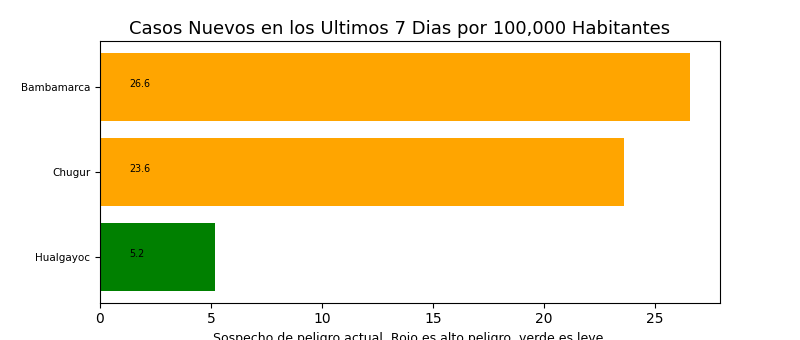 Casos Nuevos en los Ultimos 7 Dias por 100,000 Habitantes
Bambamarca
26.6
Chugur
23.6
Hualgayoc
5.2
0 5 10 15 20 25
Sospecho de peligro actual. Rojo es alto peligro, verde es leve